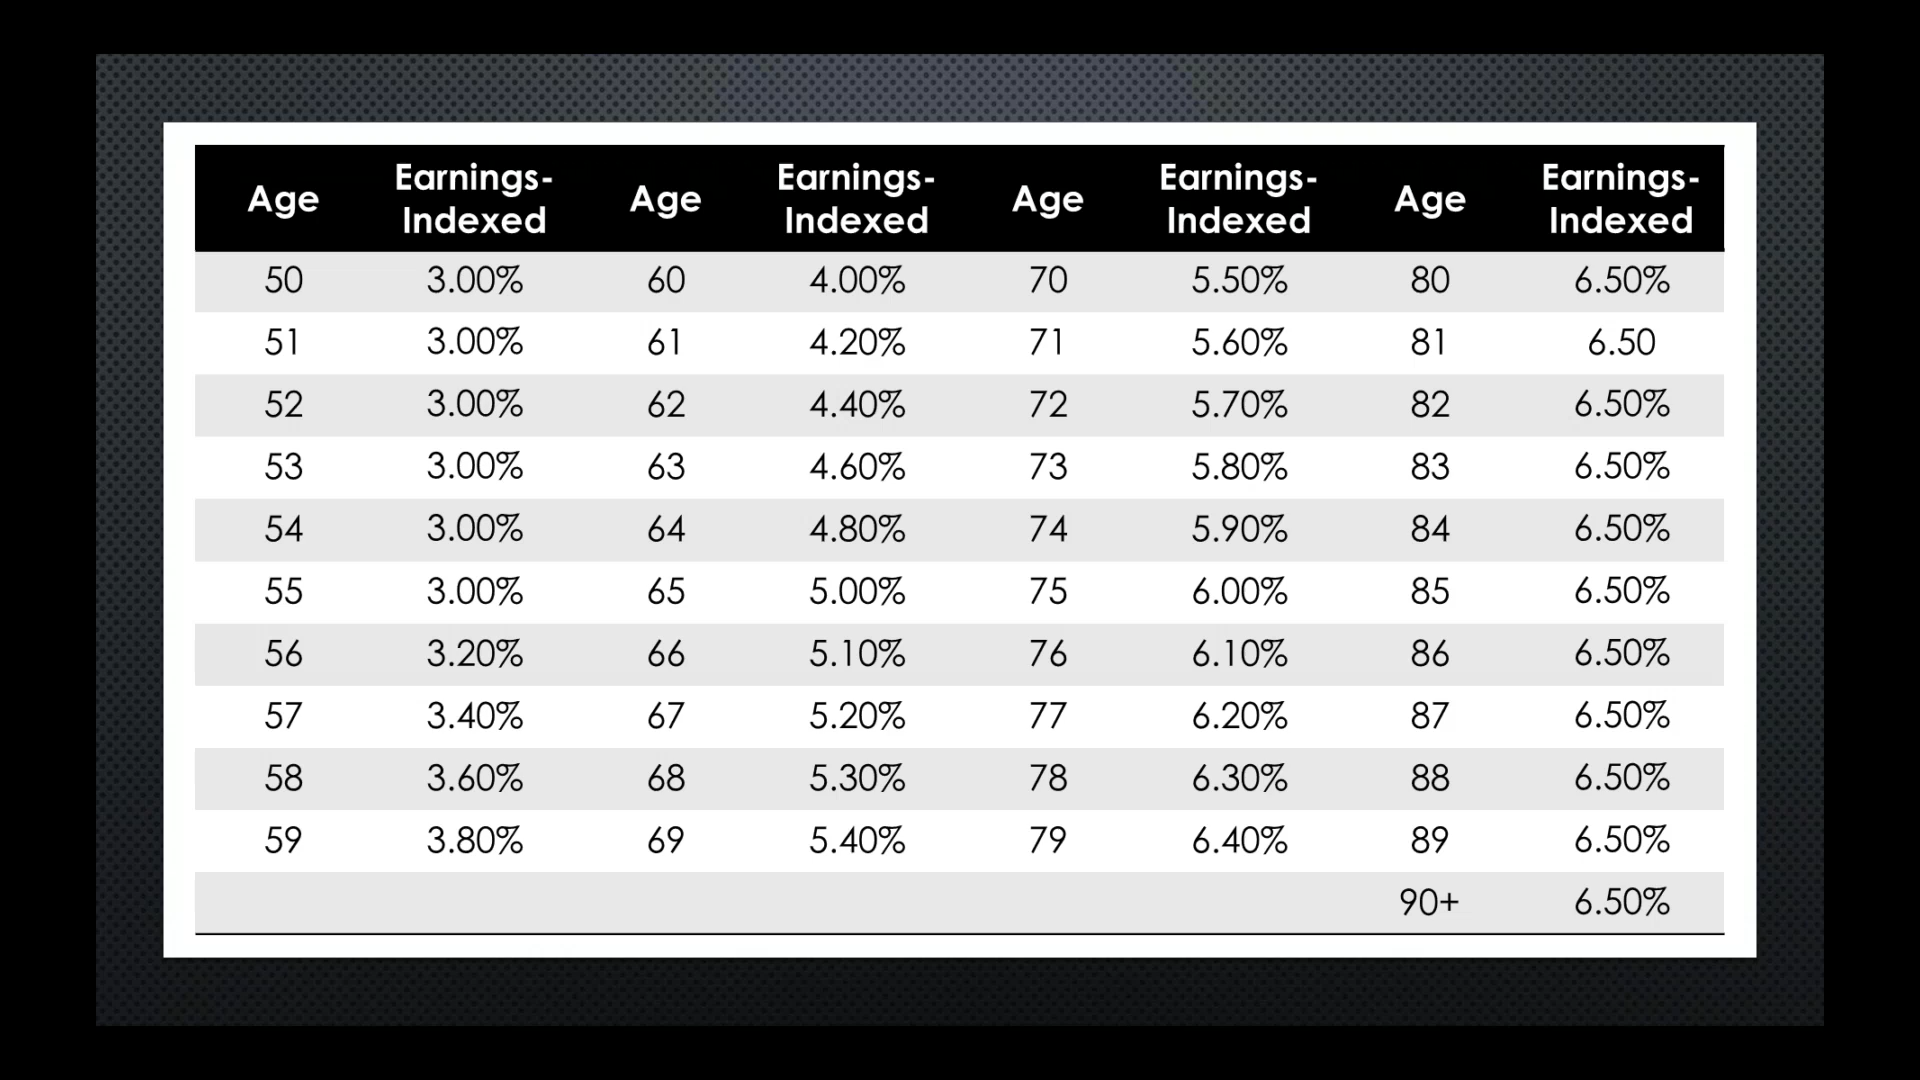 Age Earnings-Indexed Age Earnings-Indexed Age Earnings-Indexed Age Earnings-Indexed
50 3.00% 60 4.00% 70 5.50% 80 6.50%
51 3.00% 61 4.20% 71 5.60% 81 6.50
52 3.00% 62 4.40% 72 5.70% 82 6.50%
53 3.00% 63 4.60% 73 5.80% 83 6.50%
54 3.00% 64 4.80% 74 5.90% 84 6.50%
55 3.00% 65 5.00% 75 6.00% 85 6.50%
56 3.20% 66 5.10% 76 6.10% 86 6.50%
57 3.40% 67 5.20% 77 6.20% 87 6.50%
58 3.60% 68 5.30% 78 6.30% 88 6.50%
59 3.80% 69 5.40% 79 6.40% 89 6.50%
90+ 6.50%